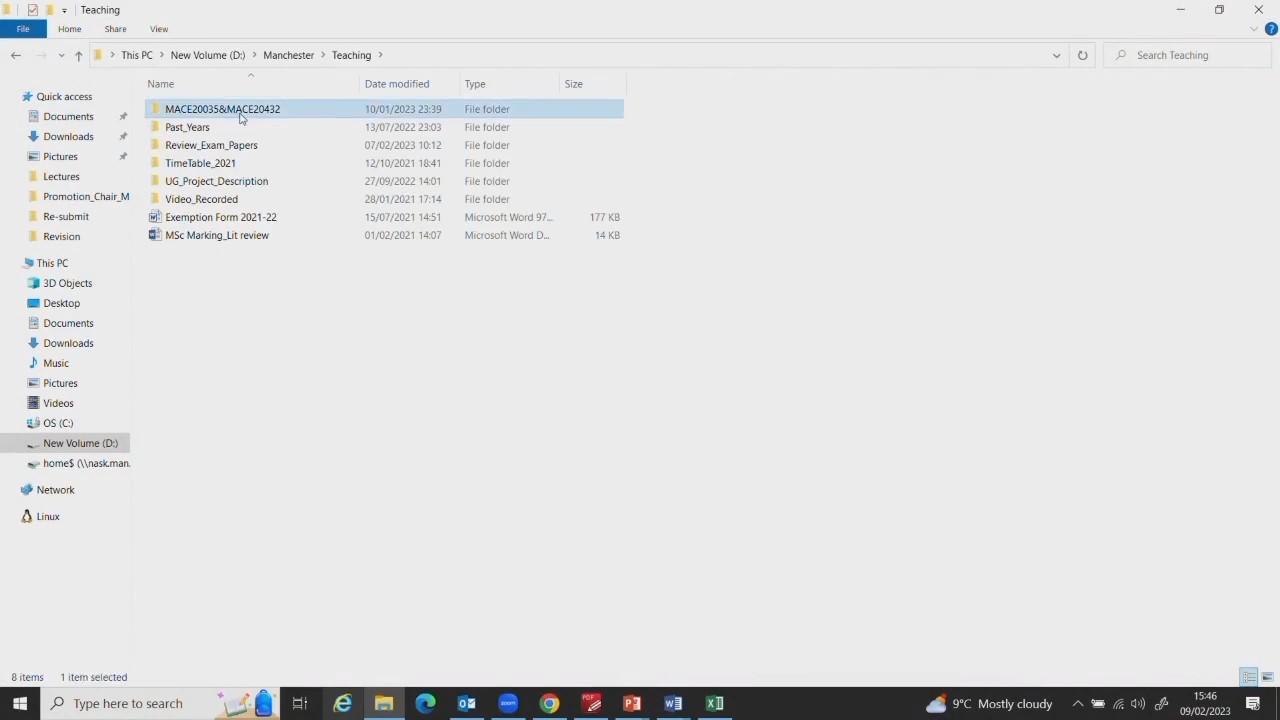 Teaching
File Home Share View
This PC New Volume (D:) Manchester Teaching Search Teaching
Name Date modified Type Size
Quick access
Documents
Downloads
Pictures
Lectures
Promotion_Chair_M
Re-submit
Revision
This PC
3D Objects
Desktop
Documents
Downloads
Music
Pictures
Videos
OS (C:)
New Volume (D:)
home$ (\\nask.man.
Network
Linux
MACE20035&MACE20432 10/01/2023 23:39 File folder
Past_Years 13/07/2022 23:03 File folder
Review_Exam_Papers 07/02/2023 10:12 File folder
TimeTable_2021 12/10/2021 18:41 File folder
UG_Project_Description 27/09/2022 14:01 File folder
Video_Recorded 28/01/2021 17:14 File folder
Exemption Form 2021-22 15/07/2021 14:51 Microsoft Word 97... 177 KB
MSc Marking_Lit review 01/02/2021 14:07 Microsoft Word D... 14 KB
8 items 1 item selected
Type here to search
zoom
PDF
9°C Mostly cloudy
15:46
09/02/2023